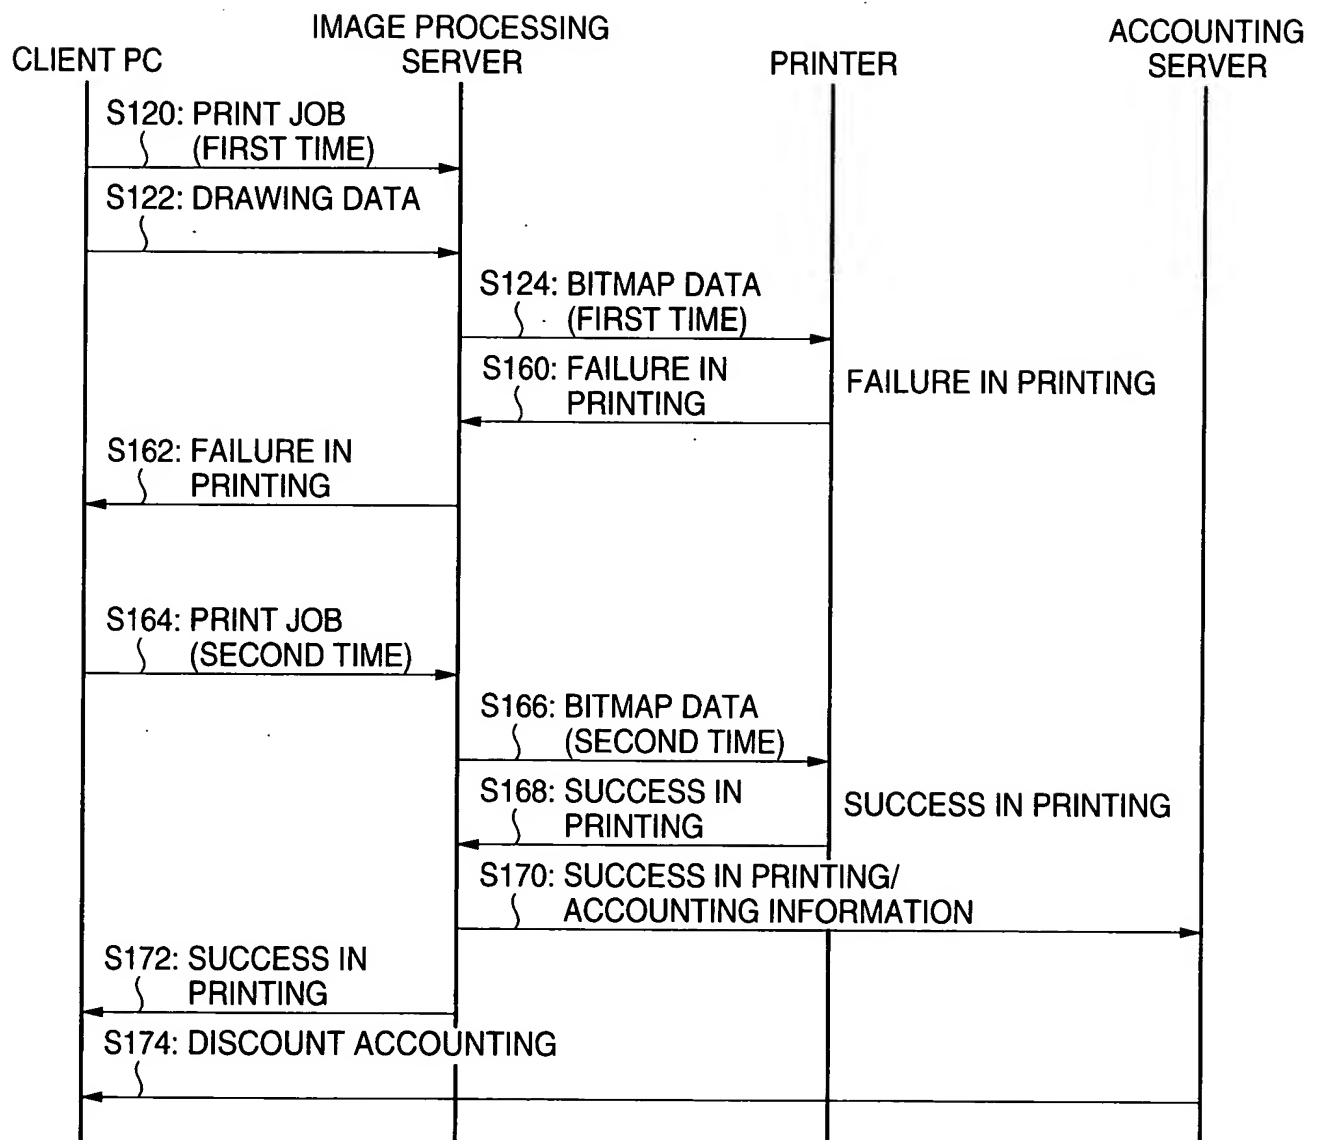 IMAGE PROCESSING
SERVER
CLIENT PC
PRINTER
ACCOUNTING
SERVER
S120: PRINT JOB
(FIRST TIME)
S122: DRAWING DATA
S124: BITMAP DATA
(FIRST TIME)
S160: FAILURE IN
PRINTING
FAILURE IN PRINTING
S162: FAILURE IN
PRINTING
S164: PRINT JOB
(SECOND TIME)
S166: BITMAP DATA
(SECOND TIME)
S168: SUCCESS IN
PRINTING
SUCCESS IN PRINTING
S170: SUCCESS IN PRINTING/
ACCOUNTING INFORMATION
S172: SUCCESS IN
PRINTING
S174: DISCOUNT ACCOUNTING